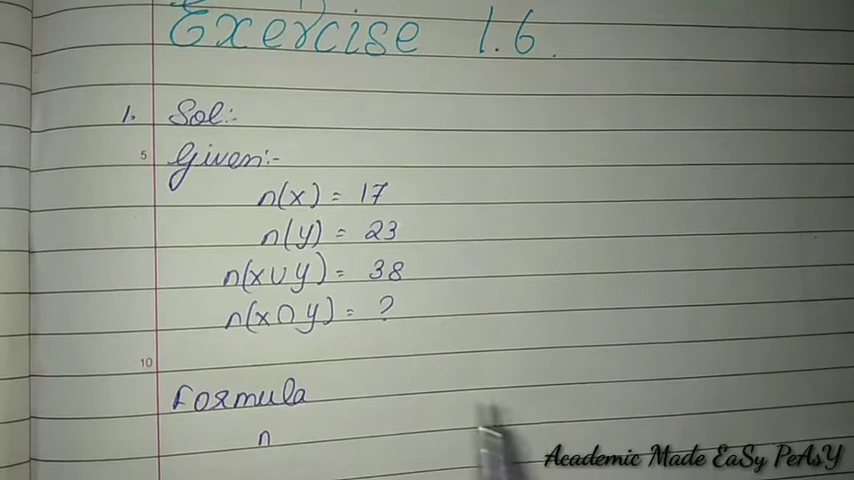 Exercise 1.6.
1. Sol:-
5
Given:-
n(x) = 17
n(y) = 23
n(x∪y) = 38
n(x∩y) = ?
10
Formula
n
Academic Made EaSy PeAsY